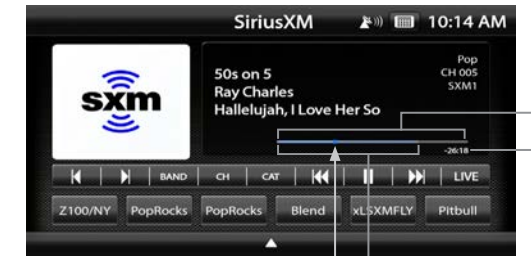 SiriusXM 10:14 AM
sxm
Pop
50s on 5 CH 005
Ray Charles SXM1
Hallelujah, I Love Her So
-26:18
BAND CH CAT LIVE
Z100/NY PopRocks PopRocks Blend xLSXMFLY Pitbull